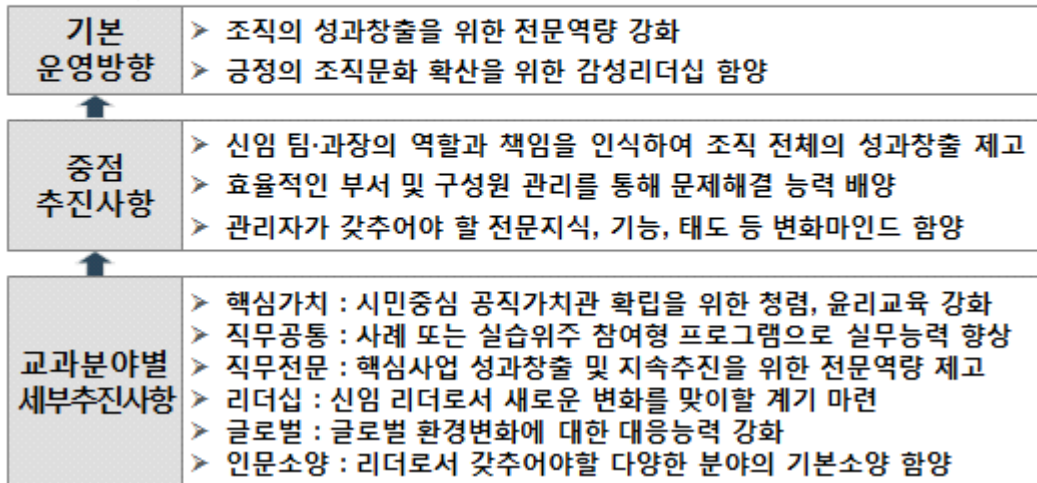 기본
운영방향
➢ 조직의 성과창출을 위한 전문역량 강화
➢ 긍정의 조직문화 확산을 위한 감성리더십 함양
중점
추진사항
➢ 신임 팀·과장의 역할과 책임을 인식하여 조직 전체의 성과창출 제고
➢ 효율적인 부서 및 구성원 관리를 통해 문제해결 능력 배양
➢ 관리자가 갖추어야 할 전문지식, 기능, 태도 등 변화마인드 함양
교과분야별
세부추진사항
➢ 핵심가치 : 시민중심 공직가치관 확립을 위한 청렴, 윤리교육 강화
➢ 직무공통 : 사례 또는 실습위주 참여형 프로그램으로 실무능력 향상
➢ 직무전문 : 핵심사업 성과창출 및 지속추진을 위한 전문역량 제고
➢ 리더십 : 신임 리더로서 새로운 변화를 맞이할 계기 마련
➢ 글로벌 : 글로벌 환경변화에 대한 대응능력 강화
➢ 인문소양 : 리더로서 갖추어야할 다양한 분야의 기본소양 함양